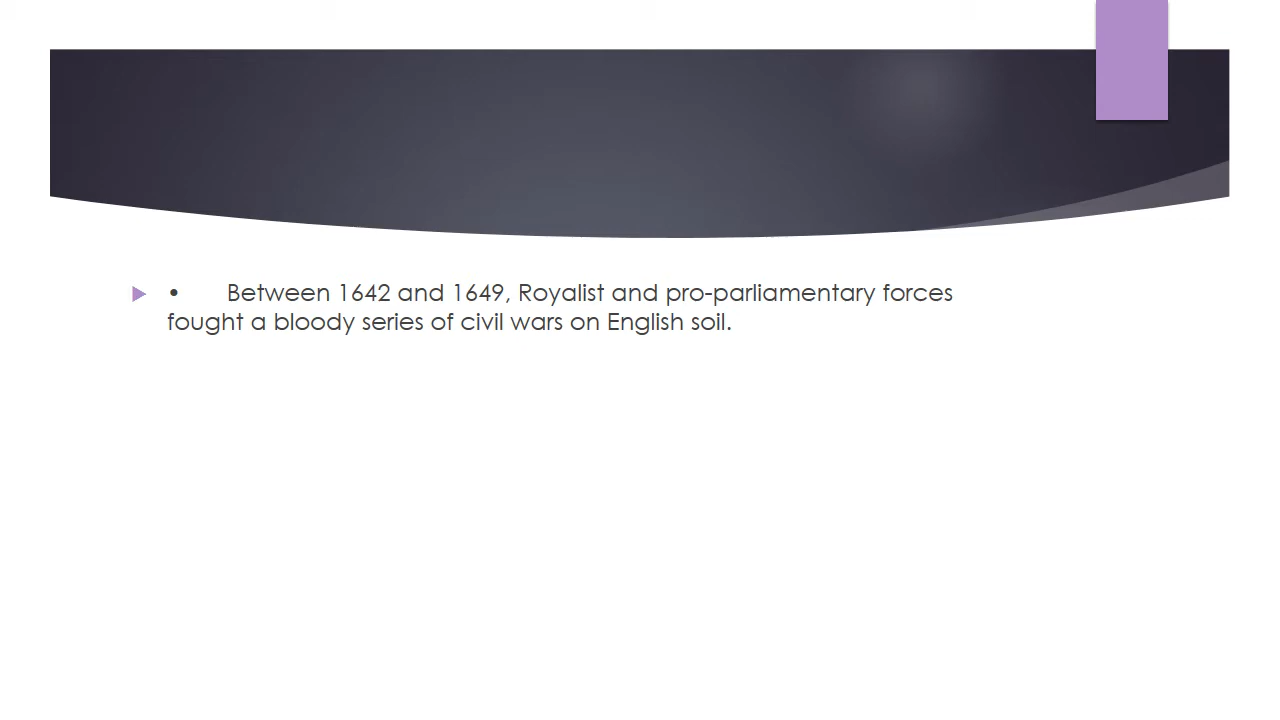 • Between 1642 and 1649, Royalist and pro-parliamentary forces
fought a bloody series of civil wars on English soil.